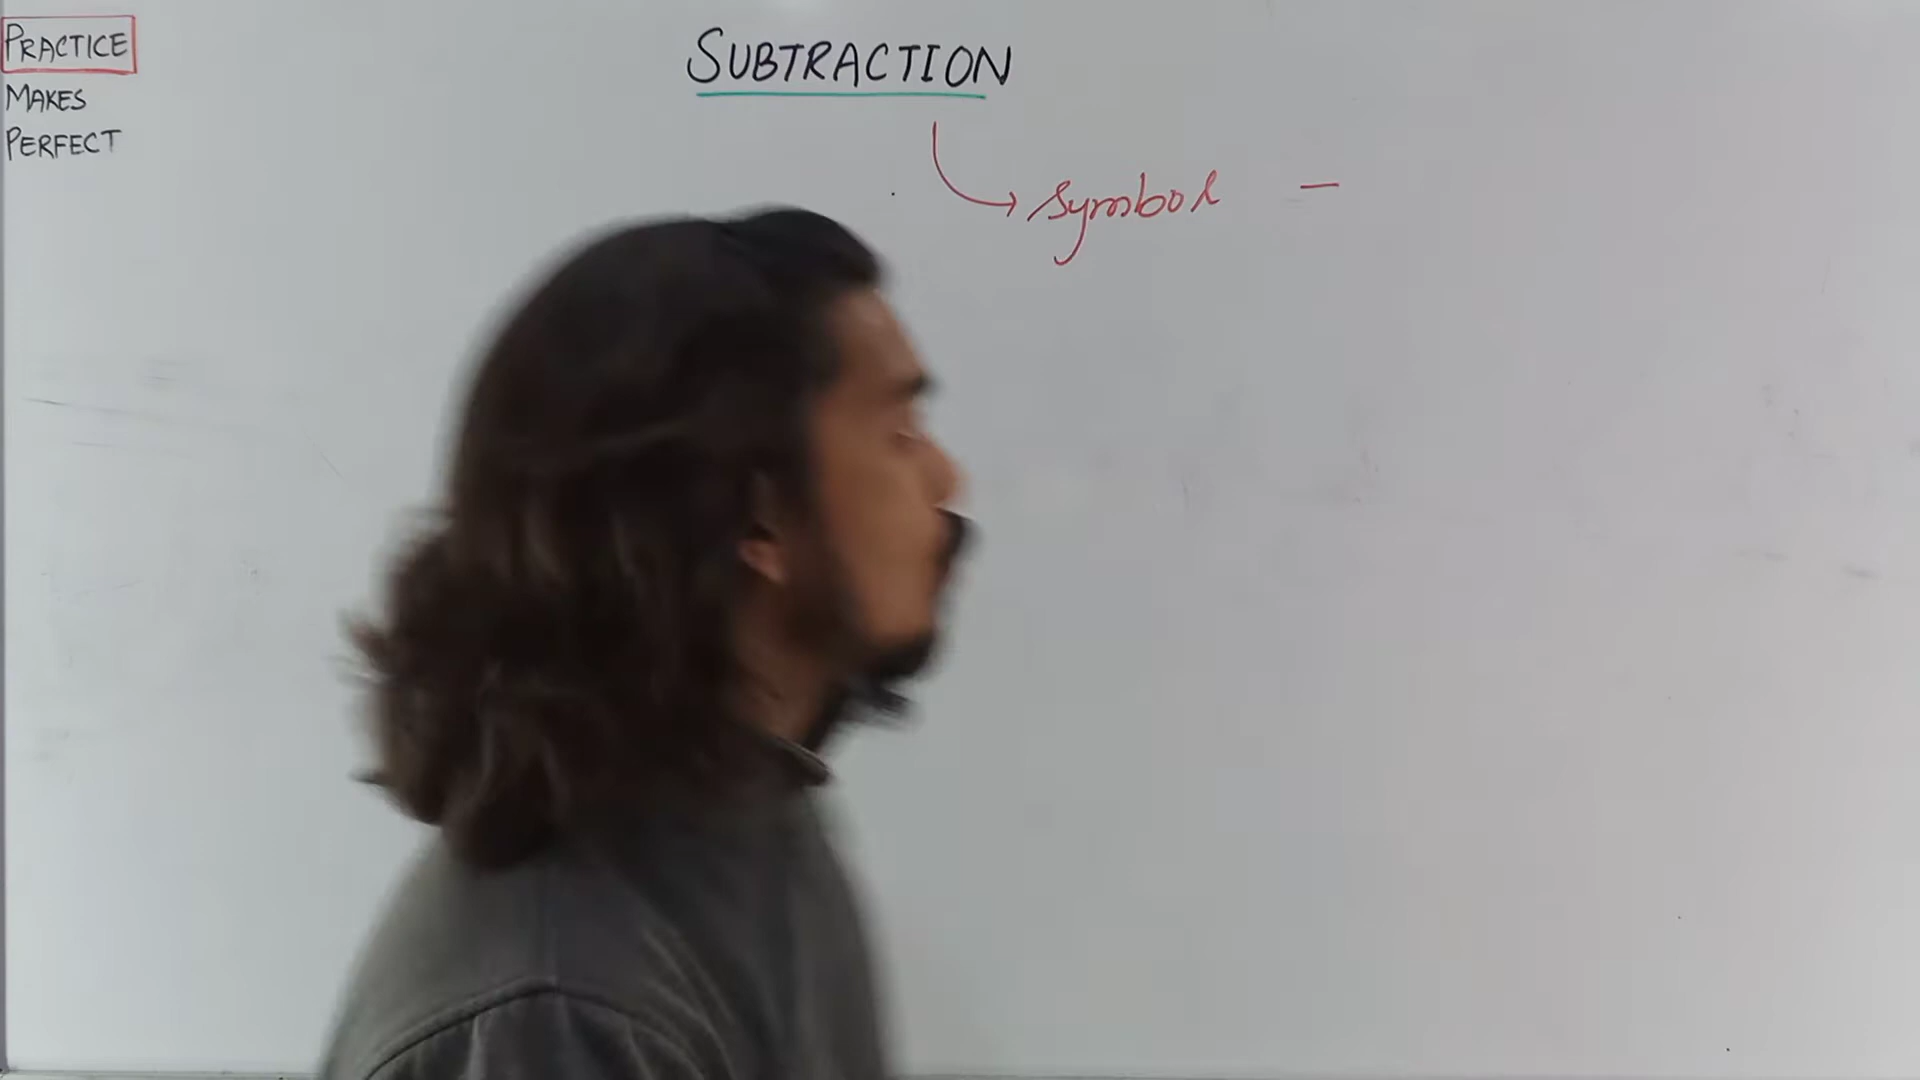 PRACTICE
MAKES
PERFECT
SUBTRACTION
symbol –